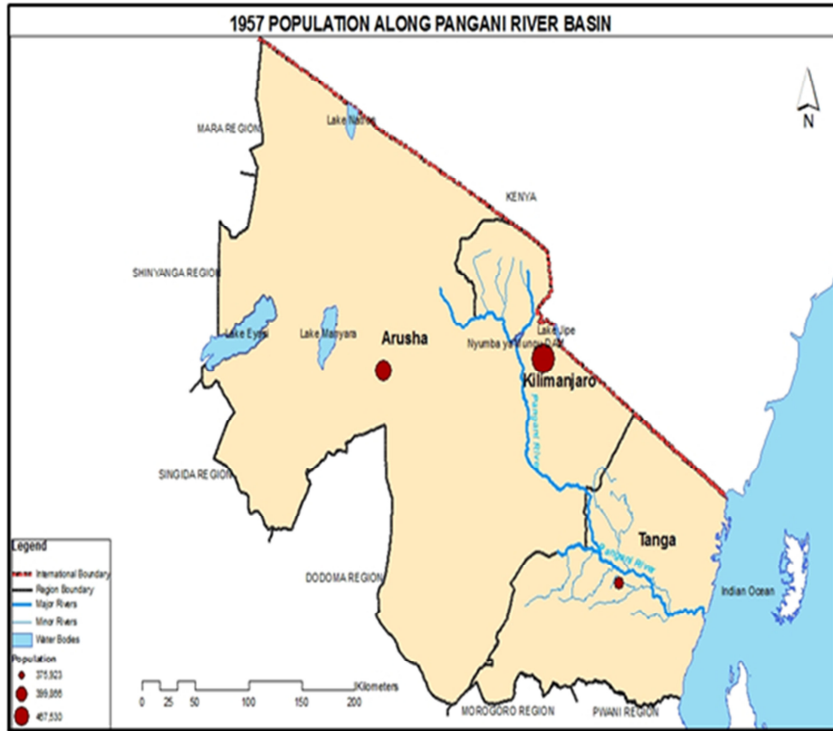 1957 POPULATION ALONG PANGANI RIVER BASIN
N
Lake Natron
MARA REGION
KENYA
SHINYANGA REGION
Lake Eyasi
Lake Manyara
Arusha
Lake Jipe
Nyumba ya Mungu DAM
Kilimanjaro
Pangani River
SINGIDA REGION
Tanga
Pangani River
DODOMA REGION
Indian Ocean
MOROGORO REGION
PWANI REGION
Kilometers
0 25 50 100 150 200
Legend
International Boundary
Region Boundary
Major Rivers
Minor Rivers
Water Bodies
Population
375,923
467,530